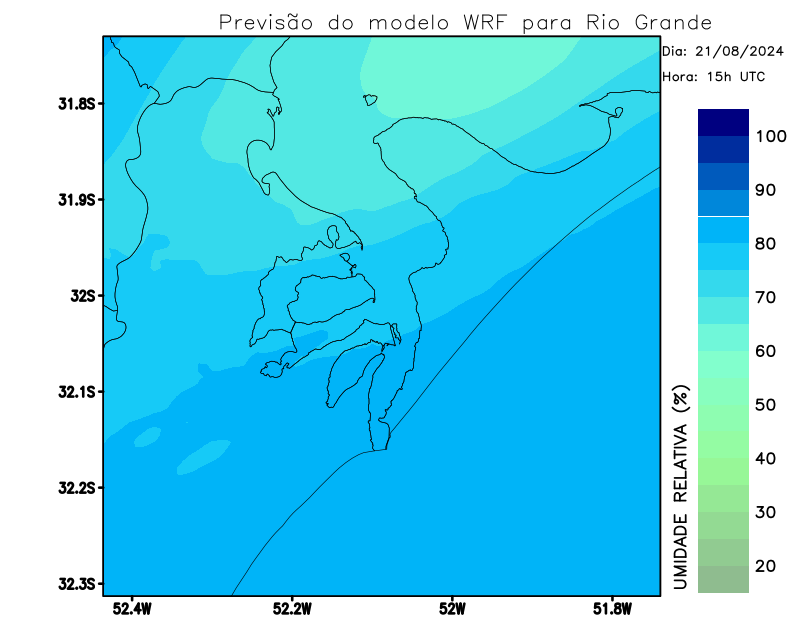 Previsão do modelo WRF para Rio Grande
Dia: 21/08/2024
Hora: 15h UTC
31.8S
31.9S
32S
32.1S
32.2S
32.3S
52.4W
52.2W
52W
51.8W
100
90
80
70
60
50
40
30
20
UMIDADE RELATIVA (%)